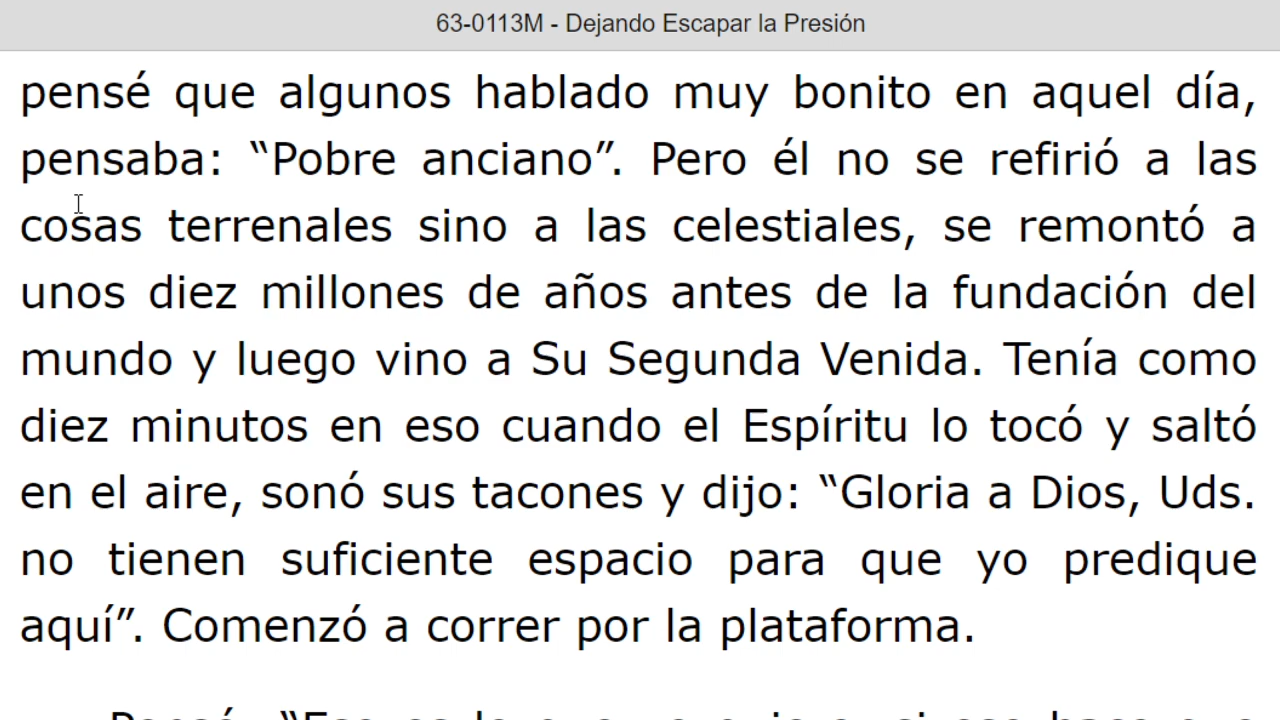 63-0113M - Dejando Escapar la Presión
pensé que algunos hablado muy bonito en aquel día,
pensaba: “Pobre anciano”. Pero él no se refirió a las
cosas terrenales sino a las celestiales, se remontó a
unos diez millones de años antes de la fundación del
mundo y luego vino a Su Segunda Venida. Tenía como
diez minutos en eso cuando el Espíritu lo tocó y saltó
en el aire, sonó sus tacones y dijo: “Gloria a Dios, Uds.
no tienen suficiente espacio para que yo predique
aquí”. Comenzó a correr por la plataforma.